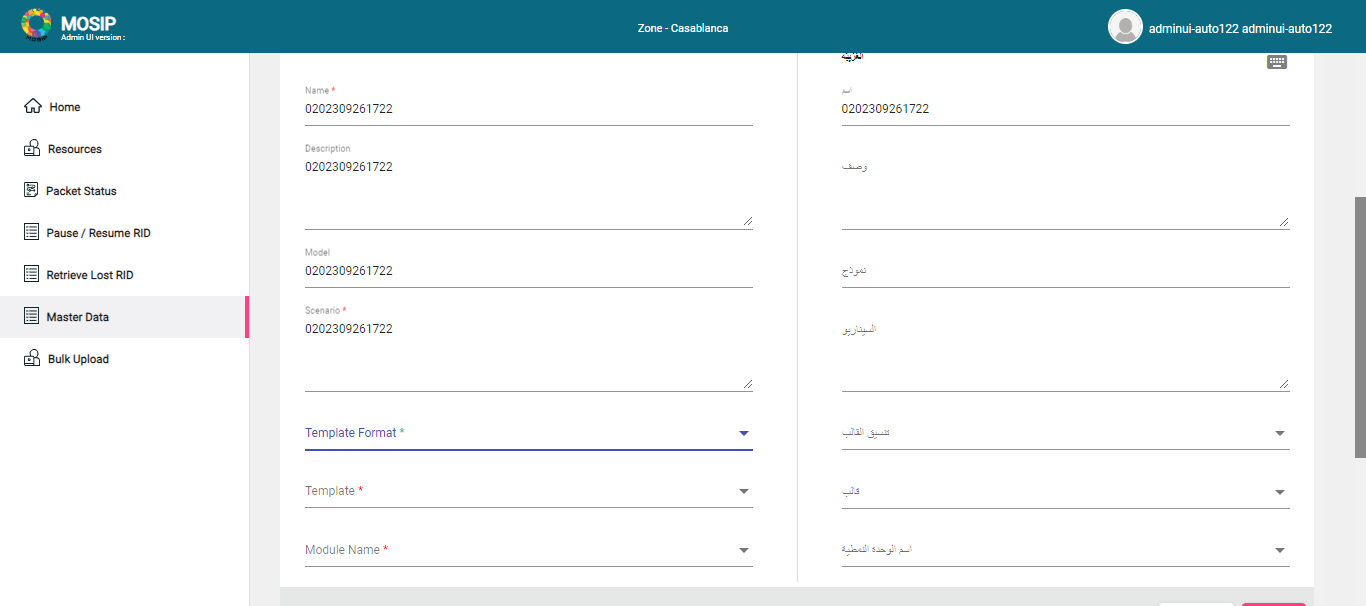 MOSIP
Admin UI version :
Zone - Casablanca
adminui-auto122 adminui-auto122
Home
Resources
Packet Status
Pause / Resume RID
Retrieve Lost RID
Master Data
Bulk Upload
Name *
0202309261722
Description
0202309261722
Model
0202309261722
Scenario *
0202309261722
Template Format *
Template *
Module Name *
العربية
اسم
0202309261722
وصف
نموذج
السيناريو
تنسيق القالب
قالب
اسم الوحدة النمطية